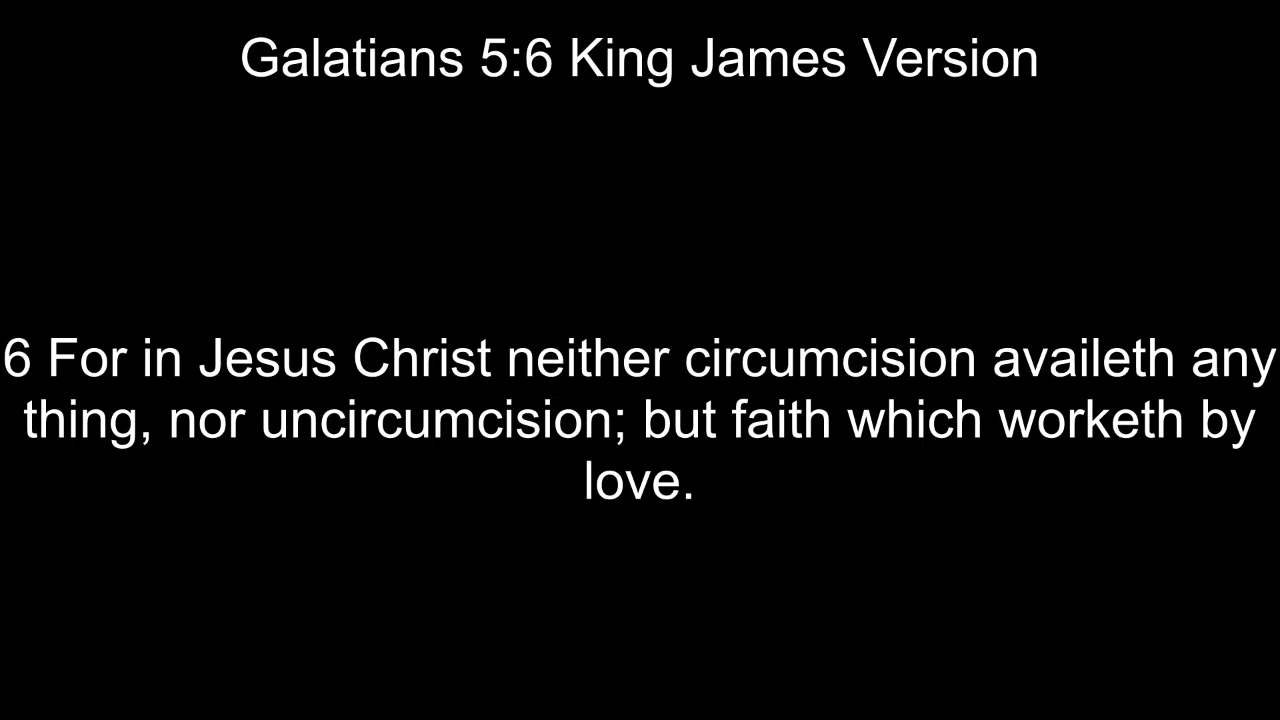 Galatians 5:6 King James Version
6 For in Jesus Christ neither circumcision availeth any
thing, nor uncircumcision; but faith which worketh by
love.